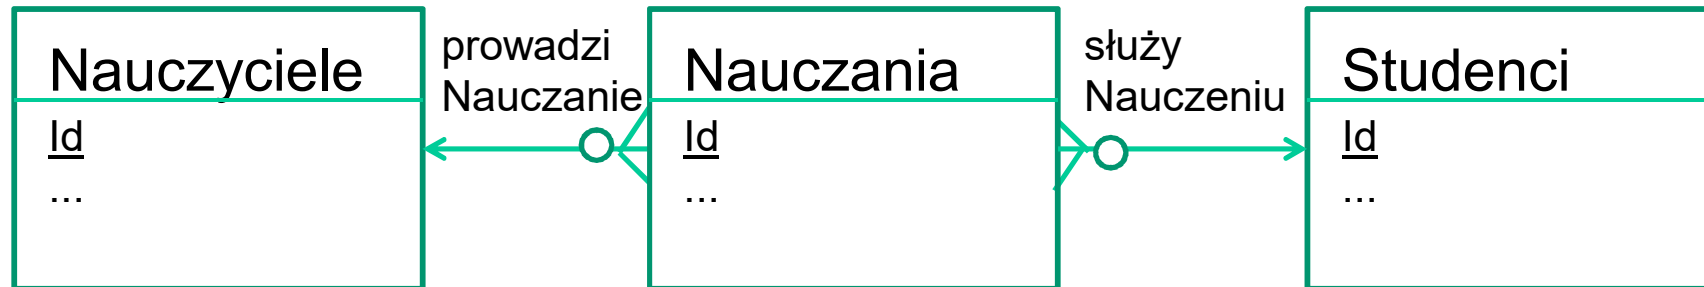 Nauczyciele
Id
...
prowadzi
Nauczanie
Nauczania
Id
...
służy
Nauczeniu
Studenci
Id
...